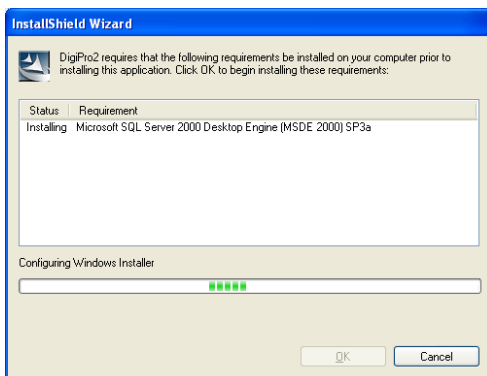 InstallShield Wizard
DigiPro2 requires that the following requirements be installed on your computer prior to
installing this application. Click OK to begin installing these requirements:
Status Requirement
Installing Microsoft SQL Server 2000 Desktop Engine (MSDE 2000) SP3a
Configuring Windows Installer
OK Cancel